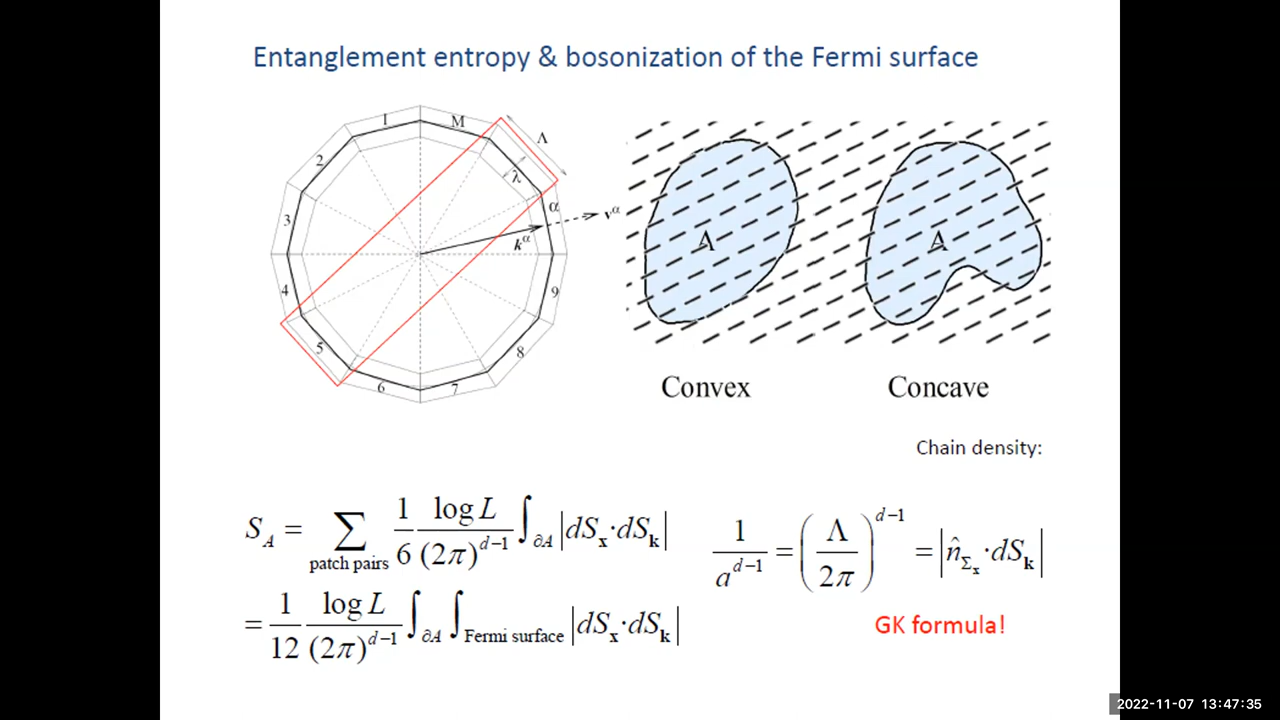 Entanglement entropy & bosonization of the Fermi surface
1 M Λ
2 λ
3 α v^α
k^α
4 9
5 8
6 7
A A
Convex Concave
Chain density:
S_A = ∑_{patch pairs} 1/6 log L/(2π)^{d−1} ∫_{∂A} |dS_x·dS_k|
1/a^{d−1} = (Λ/2π)^{d−1} = |n̂_{Σ_x}·dS_k|
= 1/12 log L/(2π)^{d−1} ∫_{∂A} ∫_{Fermi surface} |dS_x·dS_k|
GK formula!
2022-11-07 13:47:35